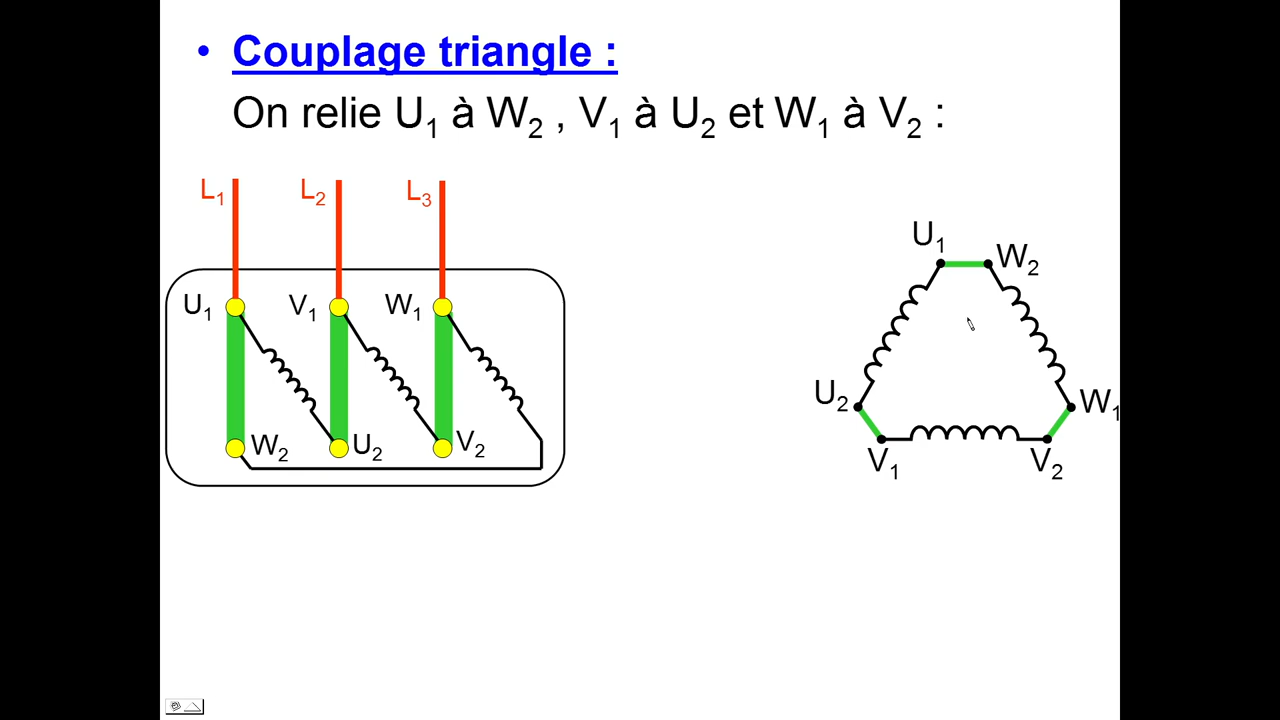 • Couplage triangle :
On relie U₁ à W₂ , V₁ à U₂ et W₁ à V₂ :
L₁ L₂ L₃
U₁ V₁ W₁
W₂ U₂ V₂
U₁ W₂
U₂ W₁
V₁ V₂